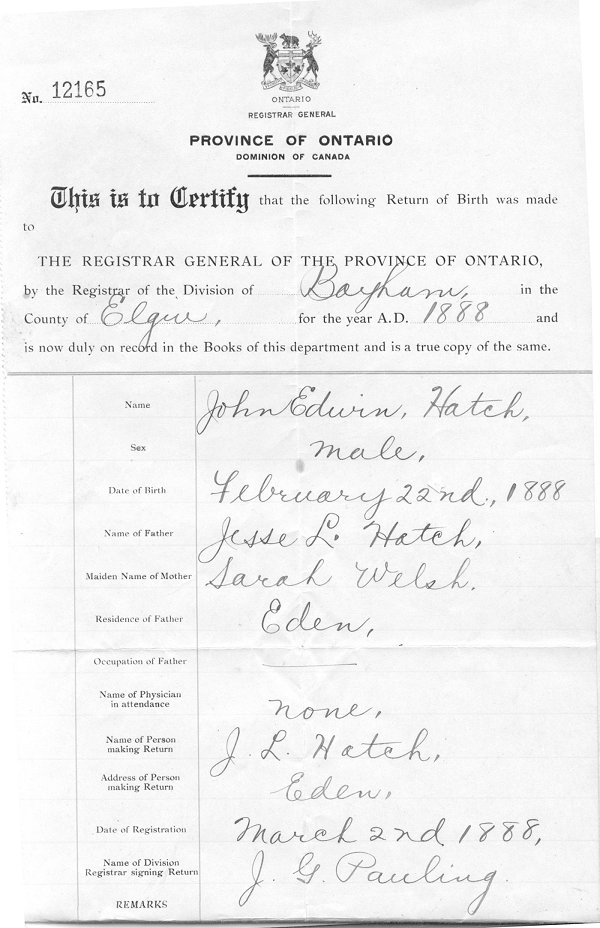 No. 12165
ONTARIO
REGISTRAR GENERAL
PROVINCE OF ONTARIO
DOMINION OF CANADA
This is to Certify that the following Return of Birth was made
to
THE REGISTRAR GENERAL OF THE PROVINCE OF ONTARIO,
by the Registrar of the Division of Bayham, in the
County of Elgin, for the year A.D. 1888 and
is now duly on record in the Books of this department and is a true copy of the same.
Name John Edwin, Hatch,
Sex male,
Date of Birth February 22nd., 1888
Name of Father Jesse L. Hatch,
Maiden Name of Mother Sarah Welsh.
Residence of Father Eden,
Occupation of Father
Name of Physician
in attendance none,
Name of Person
making Return J. L. Hatch,
Address of Person
making Return Eden,
Date of Registration March 2nd 1888,
Name of Division
Registrar signing Return J. G. Pauling.
REMARKS